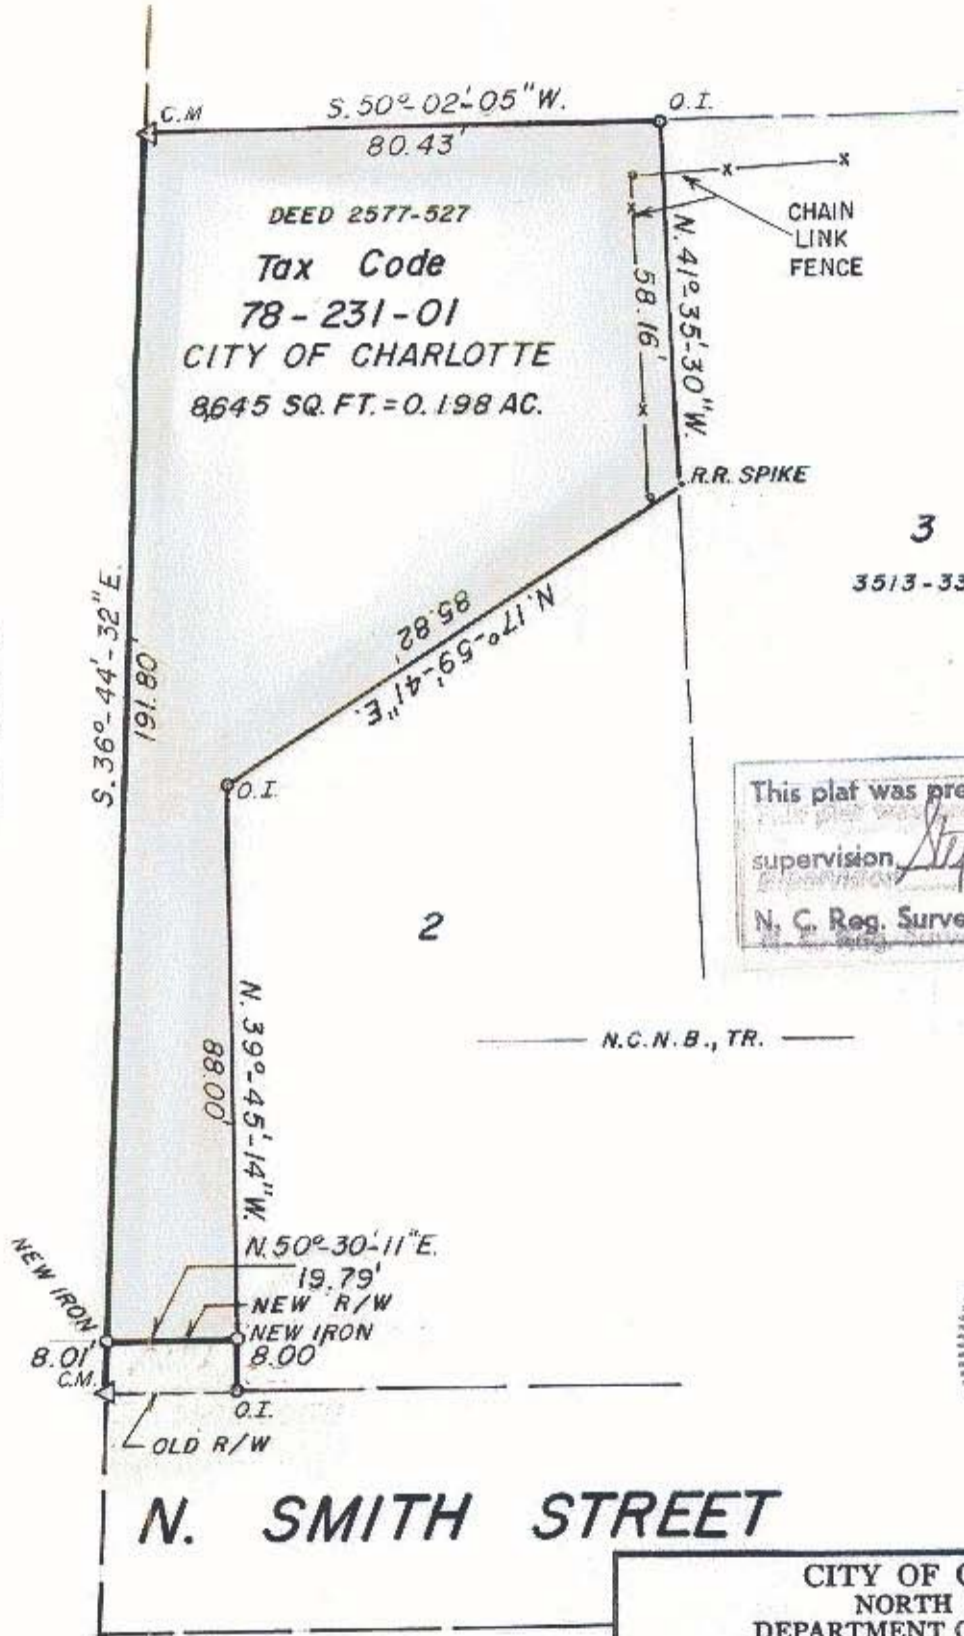 S. 50°-02'-05"W.
80.43'
C.M
O.I.
DEED 2577-527
Tax Code
78-231-01
CITY OF CHARLOTTE
8,645 SQ. FT. = 0.198 AC.
CHAIN
LINK
FENCE
58.16'
N. 41°-35'-30"W.
R.R. SPIKE
3
3513-33
85.82'
N. 17°-59'-41"E.
S. 36°-44'-32"E.
191.80'
O.I.
This plat was pre
supervision
N. C. Reg. Surve
2
N.C.N.B., TR.
88.00'
N. 39°-45'-14"W.
N. 50°-30'-11"E.
19.79'
NEW R/W
NEW IRON
NEW IRON
8.01'
8.00'
C.M.
O.I.
OLD R/W
N. SMITH STREET
CITY OF C
NORTH
DEPARTMENT O